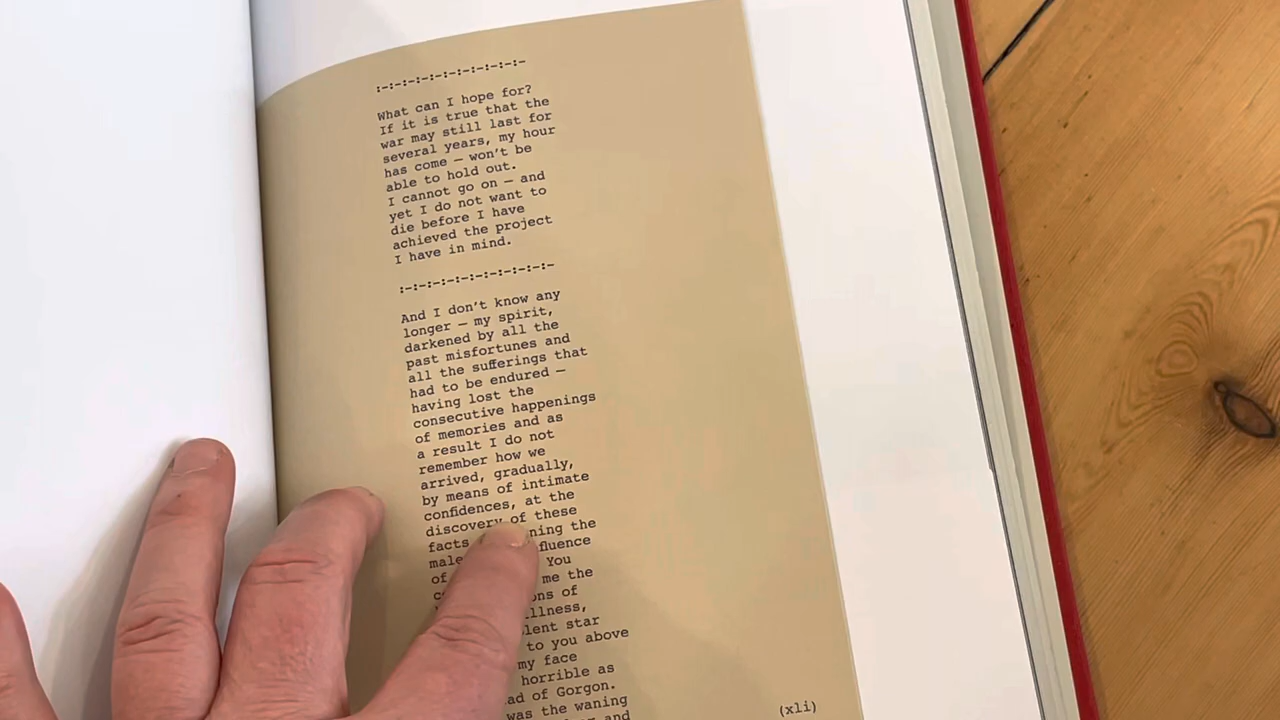 :-:-:-:-:-:-:-:-:-:-:-
What can I hope for?
If it is true that the
war may still last for
several years, my hour
has come — won't be
able to hold out.
I cannot go on — and
yet I do not want to
die before I have
achieved the project
I have in mind.
:-:-:-:-:-:-:-:-:-:-:-
And I don't know any
longer — my spirit,
darkened by all the
past misfortunes and
all the sufferings that
had to be endured —
having lost the
consecutive happenings
of memories and as
a result I do not
remember how we
arrived, gradually,
by means of intimate
confidences, at the
discovery of these
facts ning the
male fluence
of You
me the
ons of
illness,
lent star
to you above
my face
horrible as
ad of Gorgon.
was the waning
and
(xli)